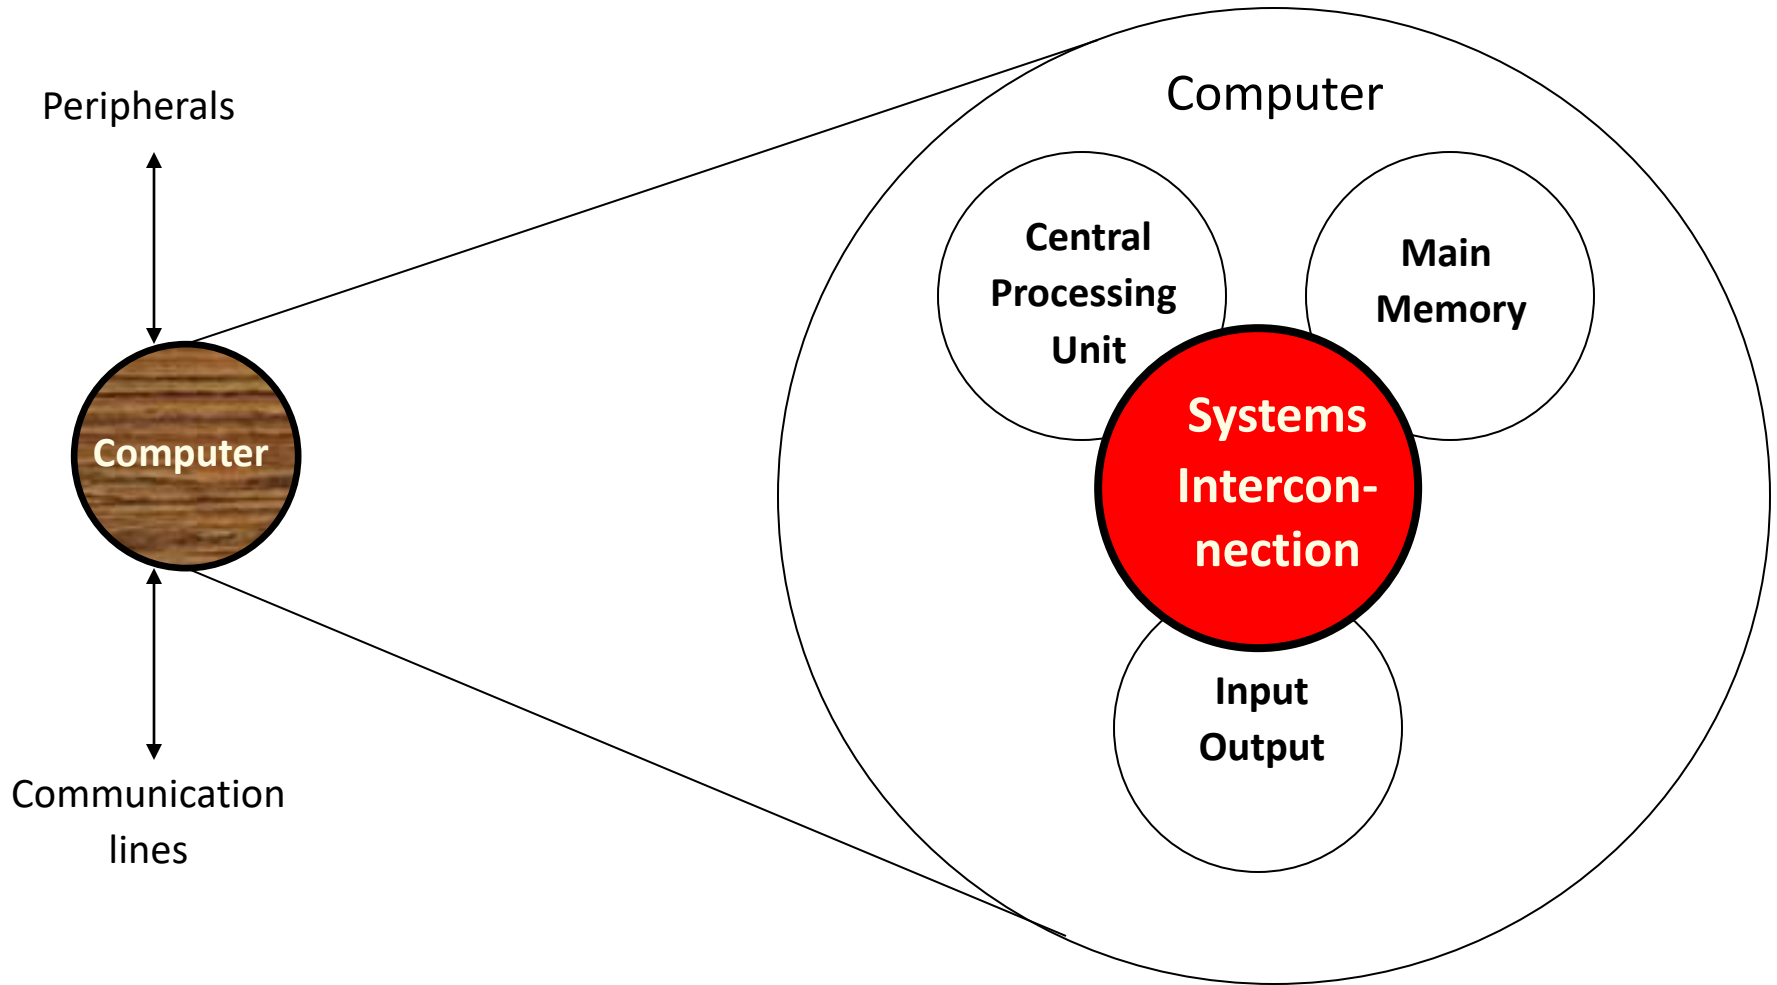 Peripherals
Computer
Communication
lines
Computer
Central
Processing
Unit
Main
Memory
Systems
Intercon-
nection
Input
Output